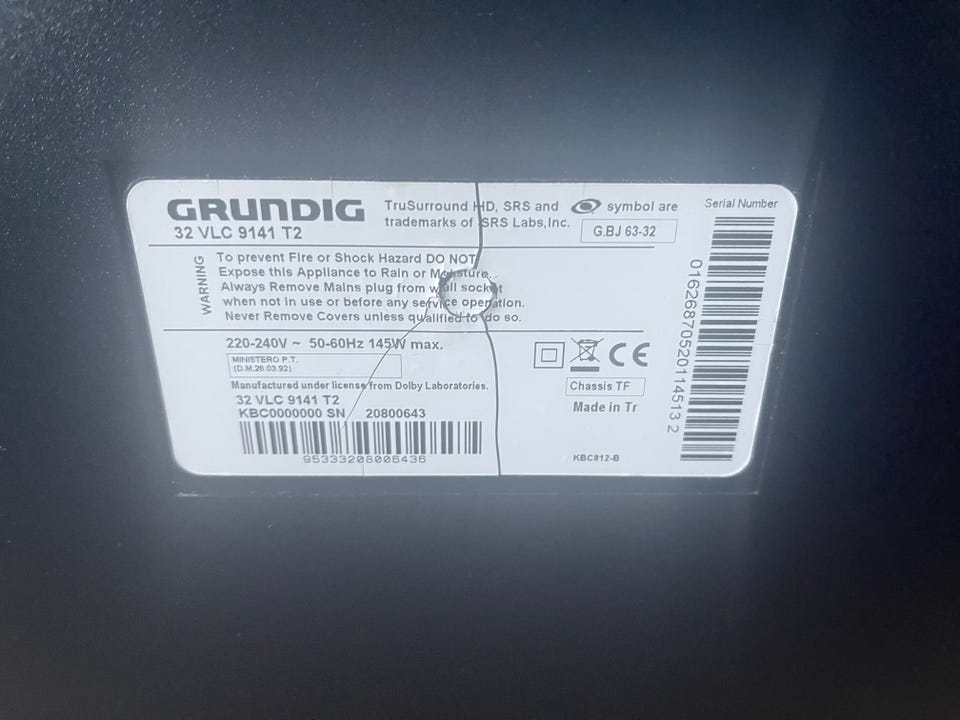 GRUNDIG
32 VLC 9141 T2
TruSurround HD, SRS and symbol are
trademarks of SRS Labs,Inc.
G.BJ 63-32
Serial Number
WARNING
To prevent Fire or Shock Hazard DO NOT
Expose this Appliance to Rain or Moisture.
Always Remove Mains plug from wall socket
when not in use or before any service operation.
Never Remove Covers unless qualified to do so.
220-240V ~ 50-60Hz 145W max.
MINISTERO P.T.
(D.M.26.03.92)
Manufactured under license from Dolby Laboratories.
32 VLC 9141 T2
KBC0000000 SN 20800643
95333208006436
CE
Chassis TF
Made in Tr
KBC812-B
01626870520114513 2